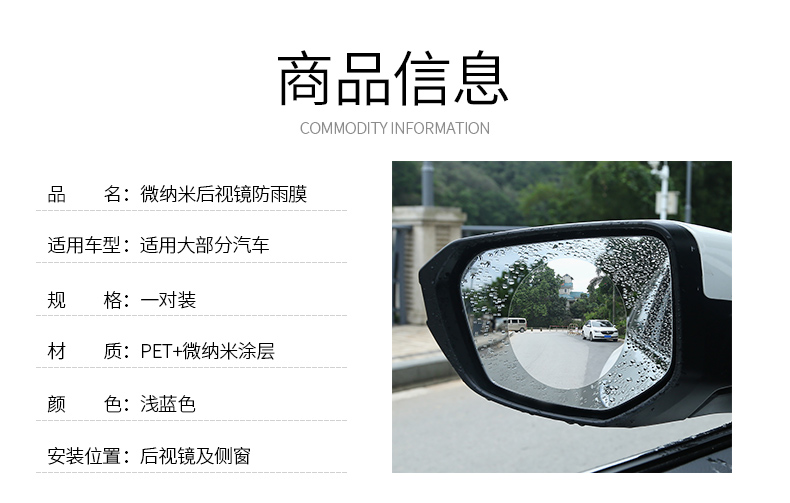 商品信息
COMMODITY INFORMATION
品 名：微纳米后视镜防雨膜
适用车型：适用大部分汽车
规 格：一对装
材 质：PET+微纳米涂层
颜 色：浅蓝色
安装位置：后视镜及侧窗